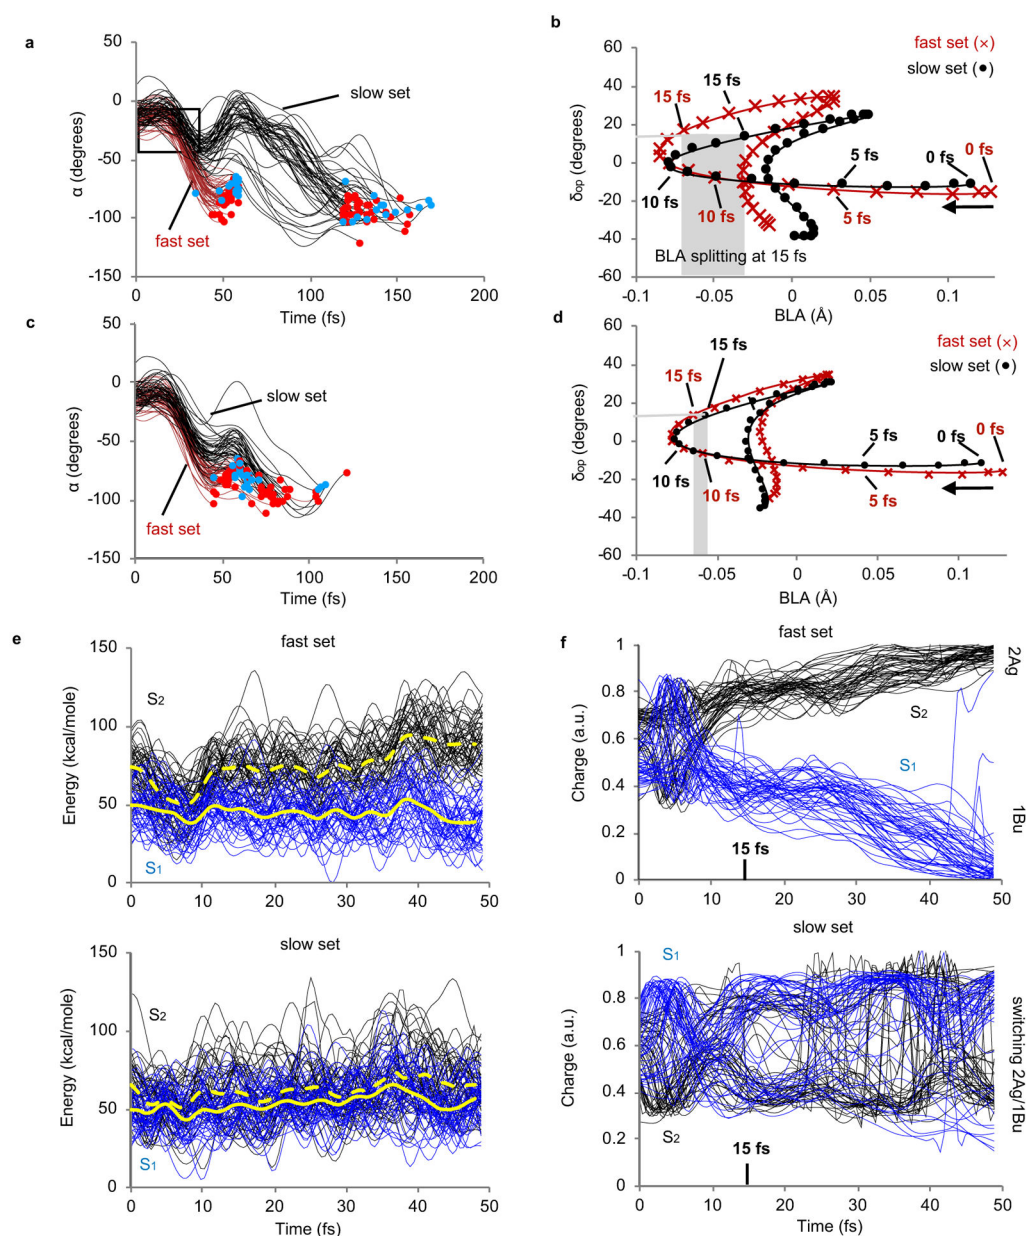 a
50
0
-50
-100
-150
α (degrees)
slow set
fast set
0
50
100
150
200
Time (fs)
b
fast set (×)
slow set (●)
60
40
20
0
-20
-40
-60
δop (degrees)
15 fs
15 fs
5 fs
0 fs
0 fs
10 fs
10 fs
5 fs
BLA splitting at 15 fs
-0.1
-0.05
0
0.05
0.1
BLA (Å)
c
50
0
-50
-100
-150
α (degrees)
slow set
fast set
0
50
100
150
200
Time (fs)
d
fast set (×)
slow set (●)
60
40
20
0
-20
-40
-60
δop (degrees)
15 fs
15 fs
5 fs
0 fs
0 fs
10 fs
10 fs
5 fs
-0.1
-0.05
0
0.05
0.1
BLA (Å)
e
fast set
150
100
50
0
Energy (kcal/mole)
S2
S1
0
10
20
30
40
50
slow set
150
100
50
0
Energy (kcal/mole)
S2
S1
0
10
20
30
40
50
Time (fs)
f
fast set
1
0.8
0.6
0.4
0.2
0
Charge (a.u.)
S2
S1
2Ag
1Bu
15 fs
0
10
20
30
40
50
slow set
1
0.8
0.6
0.4
0.2
0
Charge (a.u.)
S1
S2
switching 2Ag/1Bu
15 fs
0
10
20
30
40
50
Time (fs)